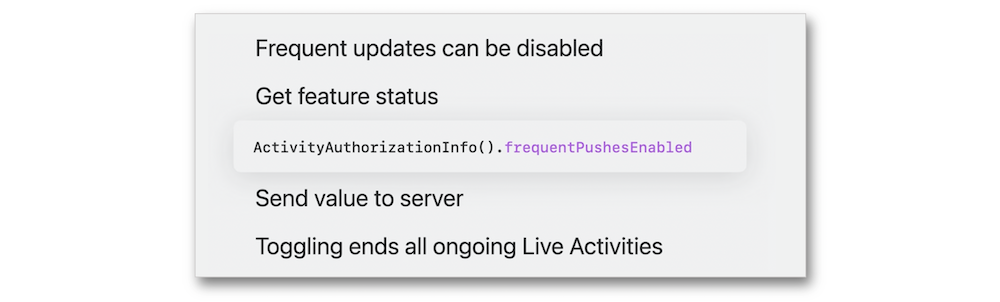 Frequent updates can be disabled
Get feature status
ActivityAuthorizationInfo().frequentPushesEnabled
Send value to server
Toggling ends all ongoing Live Activities